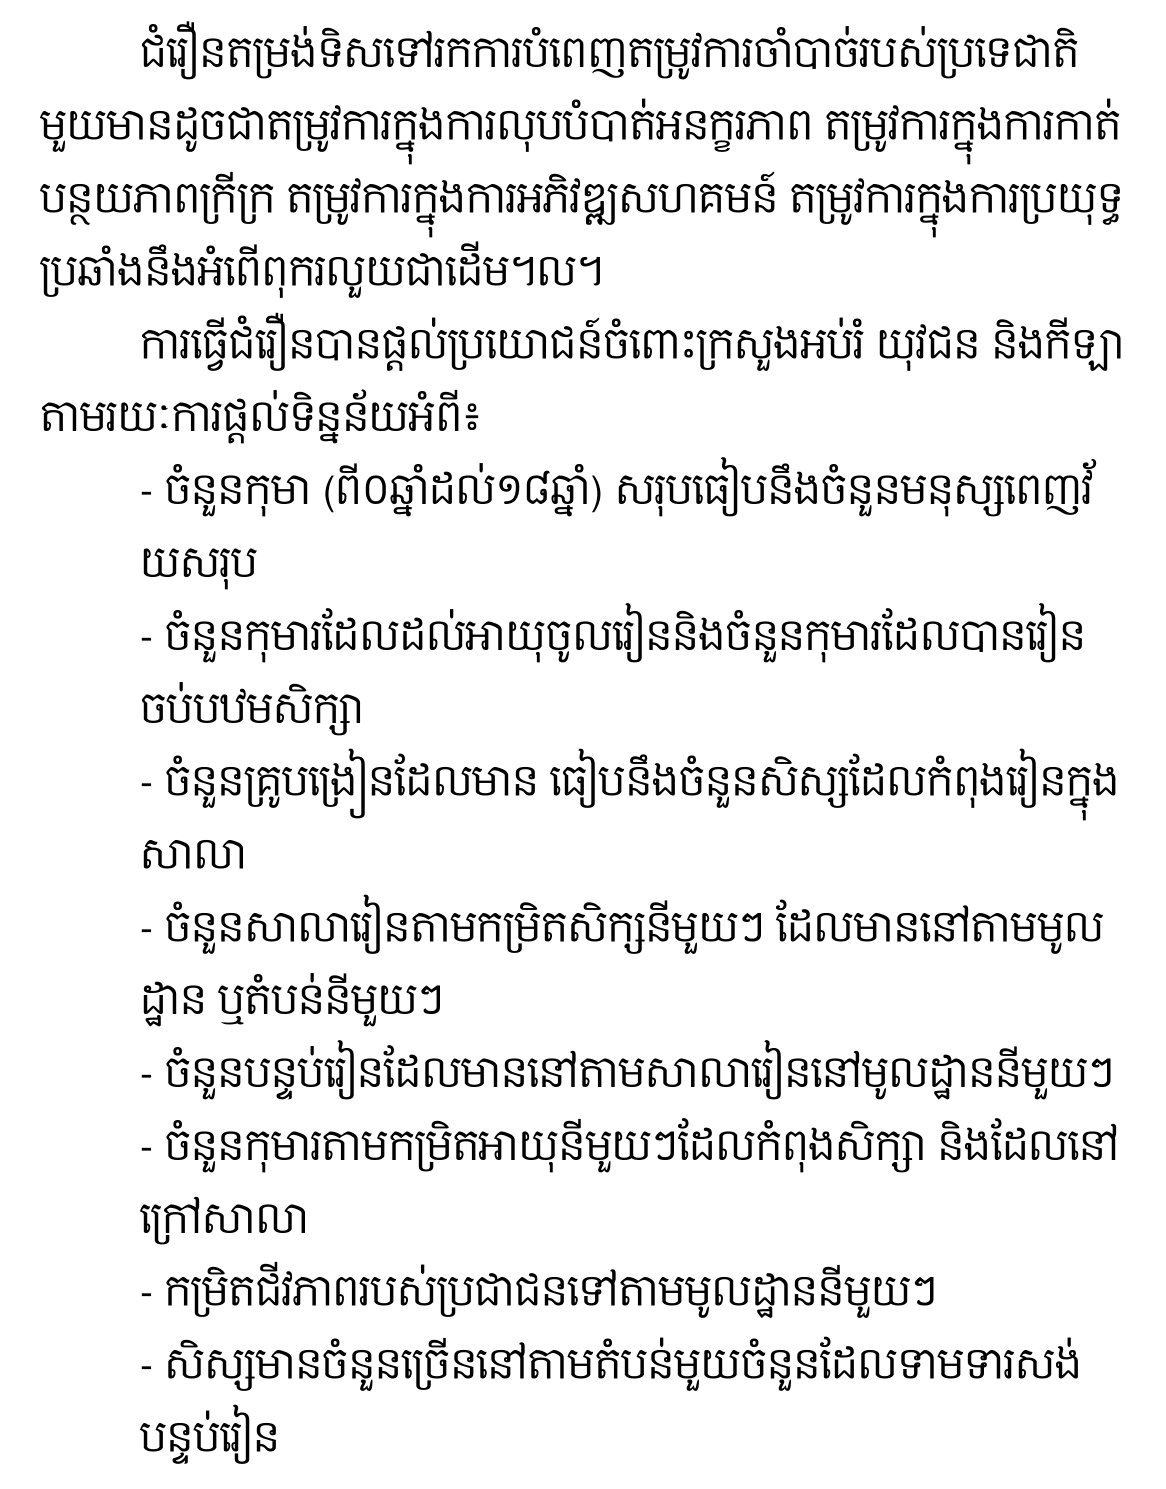 ជំរឿនតម្រង់ទិសទៅរកការបំពេញតម្រូវការចាំបាច់របស់ប្រទេជាតិ
មួយមានដូចជាតម្រូវការក្នុងការលុបបំបាត់អនក្ខរភាព តម្រូវការក្នុងការកាត់
បន្ថយភាពក្រីក្រ តម្រូវការក្នុងការអភិវឌ្ឍសហគមន៍ តម្រូវការក្នុងការប្រយុទ្ធ
ប្រឆាំងនឹងអំពើពុករលួយជាដើម។ល។
ការធ្វើជំរឿនបានផ្តល់ប្រយោជន៍ចំពោះក្រសួងអប់រំ យុវជន និងកីឡា
តាមរយៈការផ្តល់ទិន្នន័យអំពី៖
- ចំនួនកុមា (ពី០ឆ្នាំដល់១៨ឆ្នាំ) សរុបធៀបនឹងចំនួនមនុស្សពេញវ័
យសរុប
- ចំនួនកុមារដែលដល់អាយុចូលរៀននិងចំនួនកុមារដែលបានរៀន
ចប់បឋមសិក្សា
- ចំនួនគ្រូបង្រៀនដែលមាន ធៀបនឹងចំនួនសិស្សដែលកំពុងរៀនក្នុង
សាលា
- ចំនួនសាលារៀនតាមកម្រិតសិក្សនីមួយៗ ដែលមាននៅតាមមូល
ដ្ឋាន ឬតំបន់នីមួយៗ
- ចំនួនបន្ទប់រៀនដែលមាននៅតាមសាលារៀននៅមូលដ្ឋាននីមួយៗ
- ចំនួនកុមារតាមកម្រិតអាយុនីមួយៗដែលកំពុងសិក្សា និងដែលនៅ
ក្រៅសាលា
- កម្រិតជីវភាពរបស់ប្រជាជនទៅតាមមូលដ្ឋាននីមួយៗ
- សិស្សមានចំនួនច្រើននៅតាមតំបន់មួយចំនួនដែលទាមទារសង់
បន្ទប់រៀន